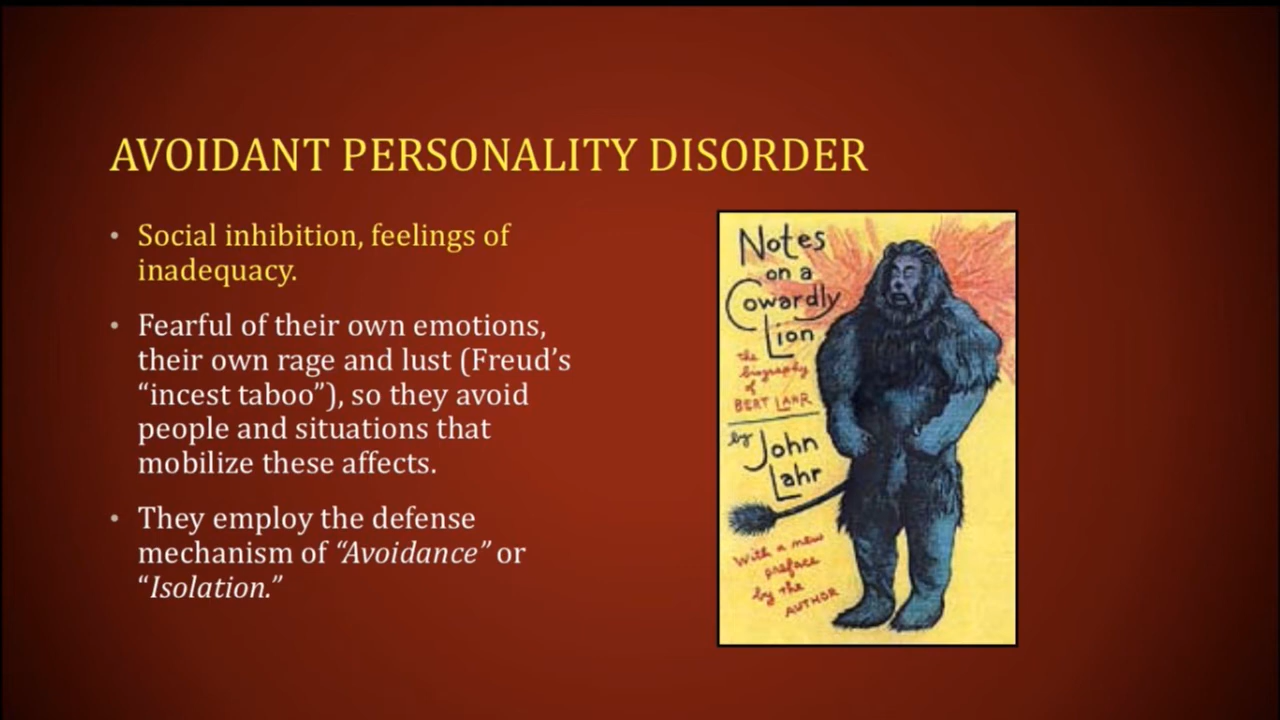 AVOIDANT PERSONALITY DISORDER
• Social inhibition, feelings of
inadequacy.
• Fearful of their own emotions,
their own rage and lust (Freud’s
“incest taboo”), so they avoid
people and situations that
mobilize these affects.
• They employ the defense
mechanism of “Avoidance” or
“Isolation.”
Notes
on a
Cowardly
Lion
the
biography
of
BERT LAHR
by
John
Lahr
With a new
preface
by the
AUTHOR